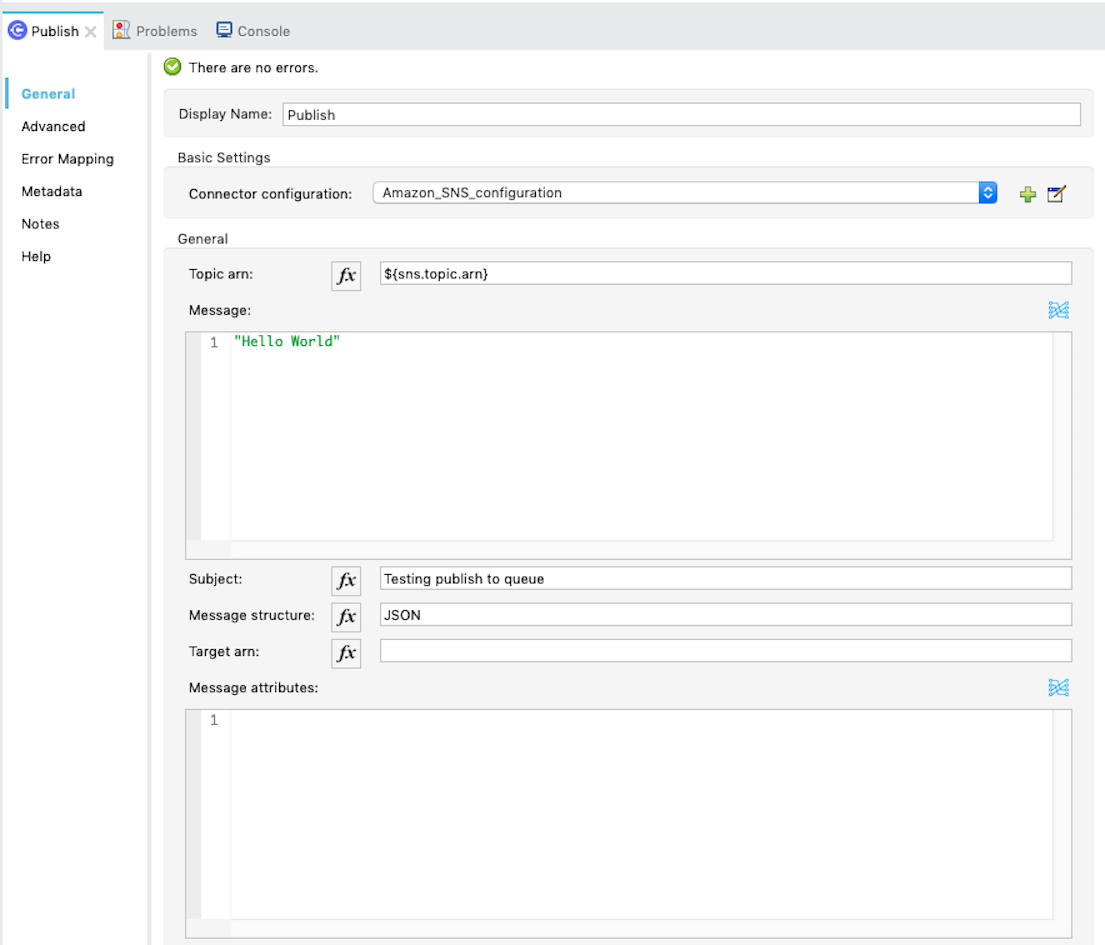 Publish Problems Console
There are no errors.
General
Advanced
Error Mapping
Metadata
Notes
Help
Display Name: Publish
Basic Settings
Connector configuration: Amazon_SNS_configuration
General
Topic arn: fx ${sns.topic.arn}
Message:
1 "Hello World"
Subject: fx Testing publish to queue
Message structure: fx JSON
Target arn: fx
Message attributes:
1